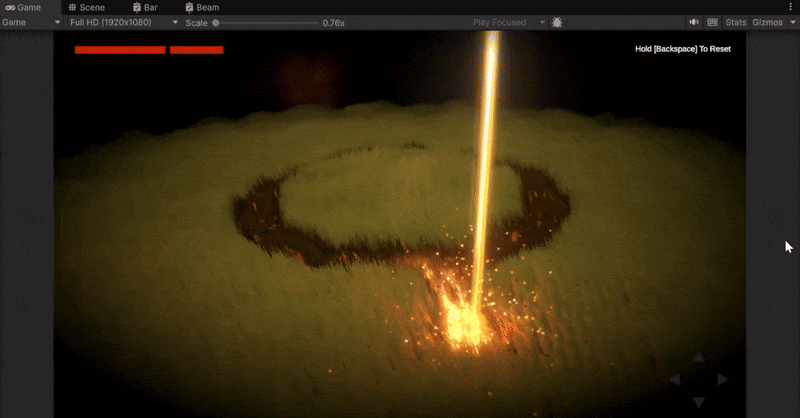 Game Scene Bar Beam
Game Full HD (1920x1080) Scale 0.76x Play Focused Stats Gizmos
Hold [Backspace] To Reset